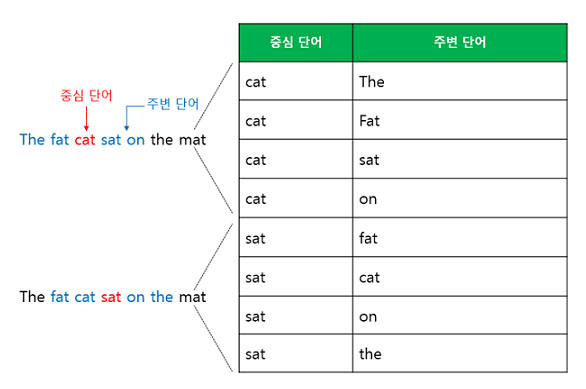 중심 단어 주변 단어
cat The
cat Fat
cat sat
cat on
sat fat
sat cat
sat on
sat the
중심 단어
주변 단어
The fat cat sat on the mat
The fat cat sat on the mat